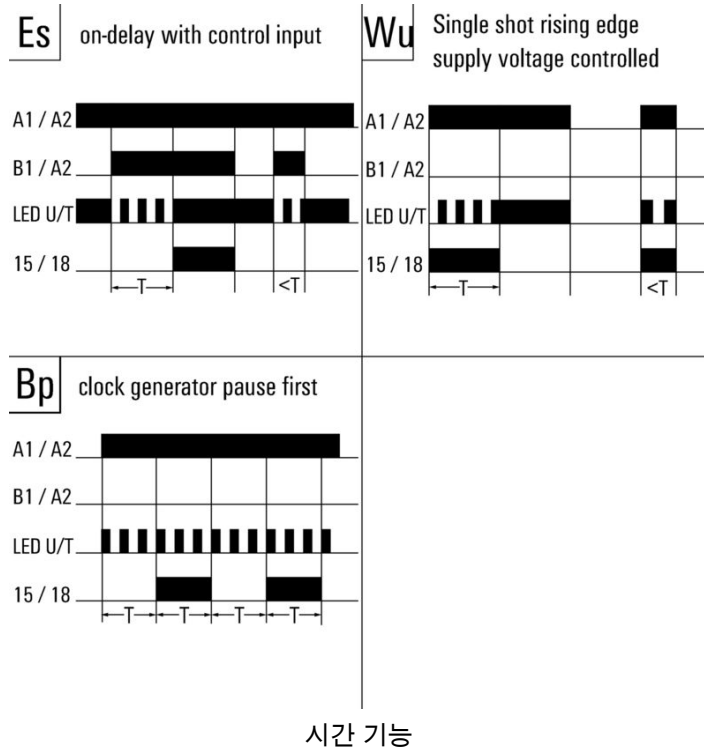 Es on-delay with control input
A1 / A2
B1 / A2
LED U/T
15 / 18
T
<T
Wu Single shot rising edge
supply voltage controlled
A1 / A2
B1 / A2
LED U/T
15 / 18
T
<T
Bp clock generator pause first
A1 / A2
B1 / A2
LED U/T
15 / 18
T T T T
시간 기능